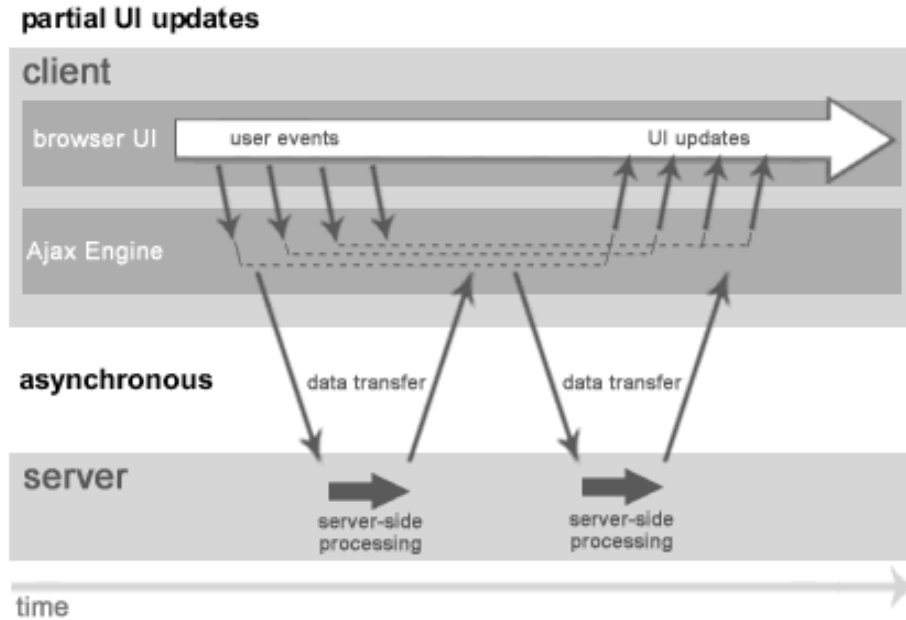 partial UI updates
client
browser UI
user events
UI updates
Ajax Engine
asynchronous
data transfer
data transfer
server
server-side
processing
server-side
processing
time